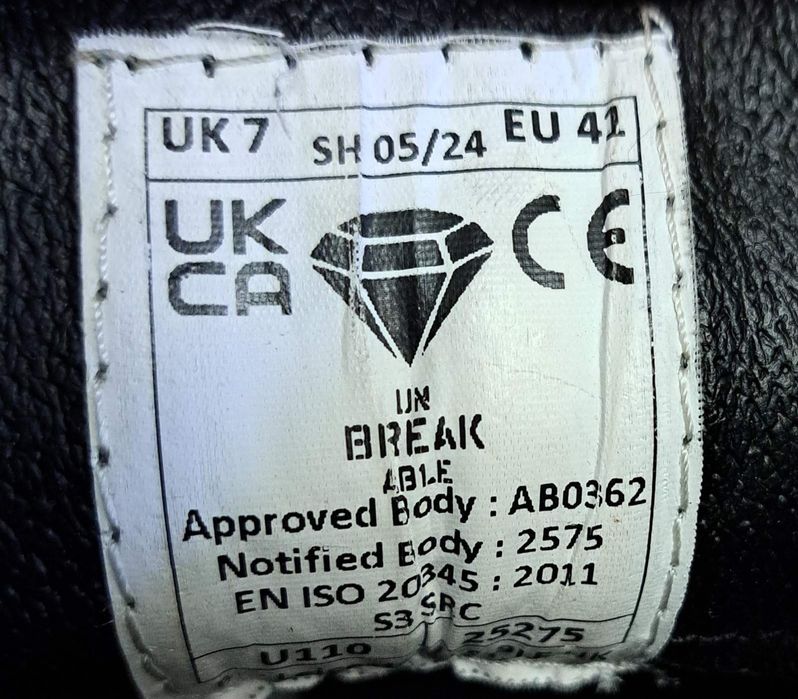 UK 7 SH 05/24 EU 41
UK
CA CE
UN
BREAK
ABLE
Approved Body : AB0362
Notified Body : 2575
EN ISO 20345 : 2011
S3 SRC
U110 25275